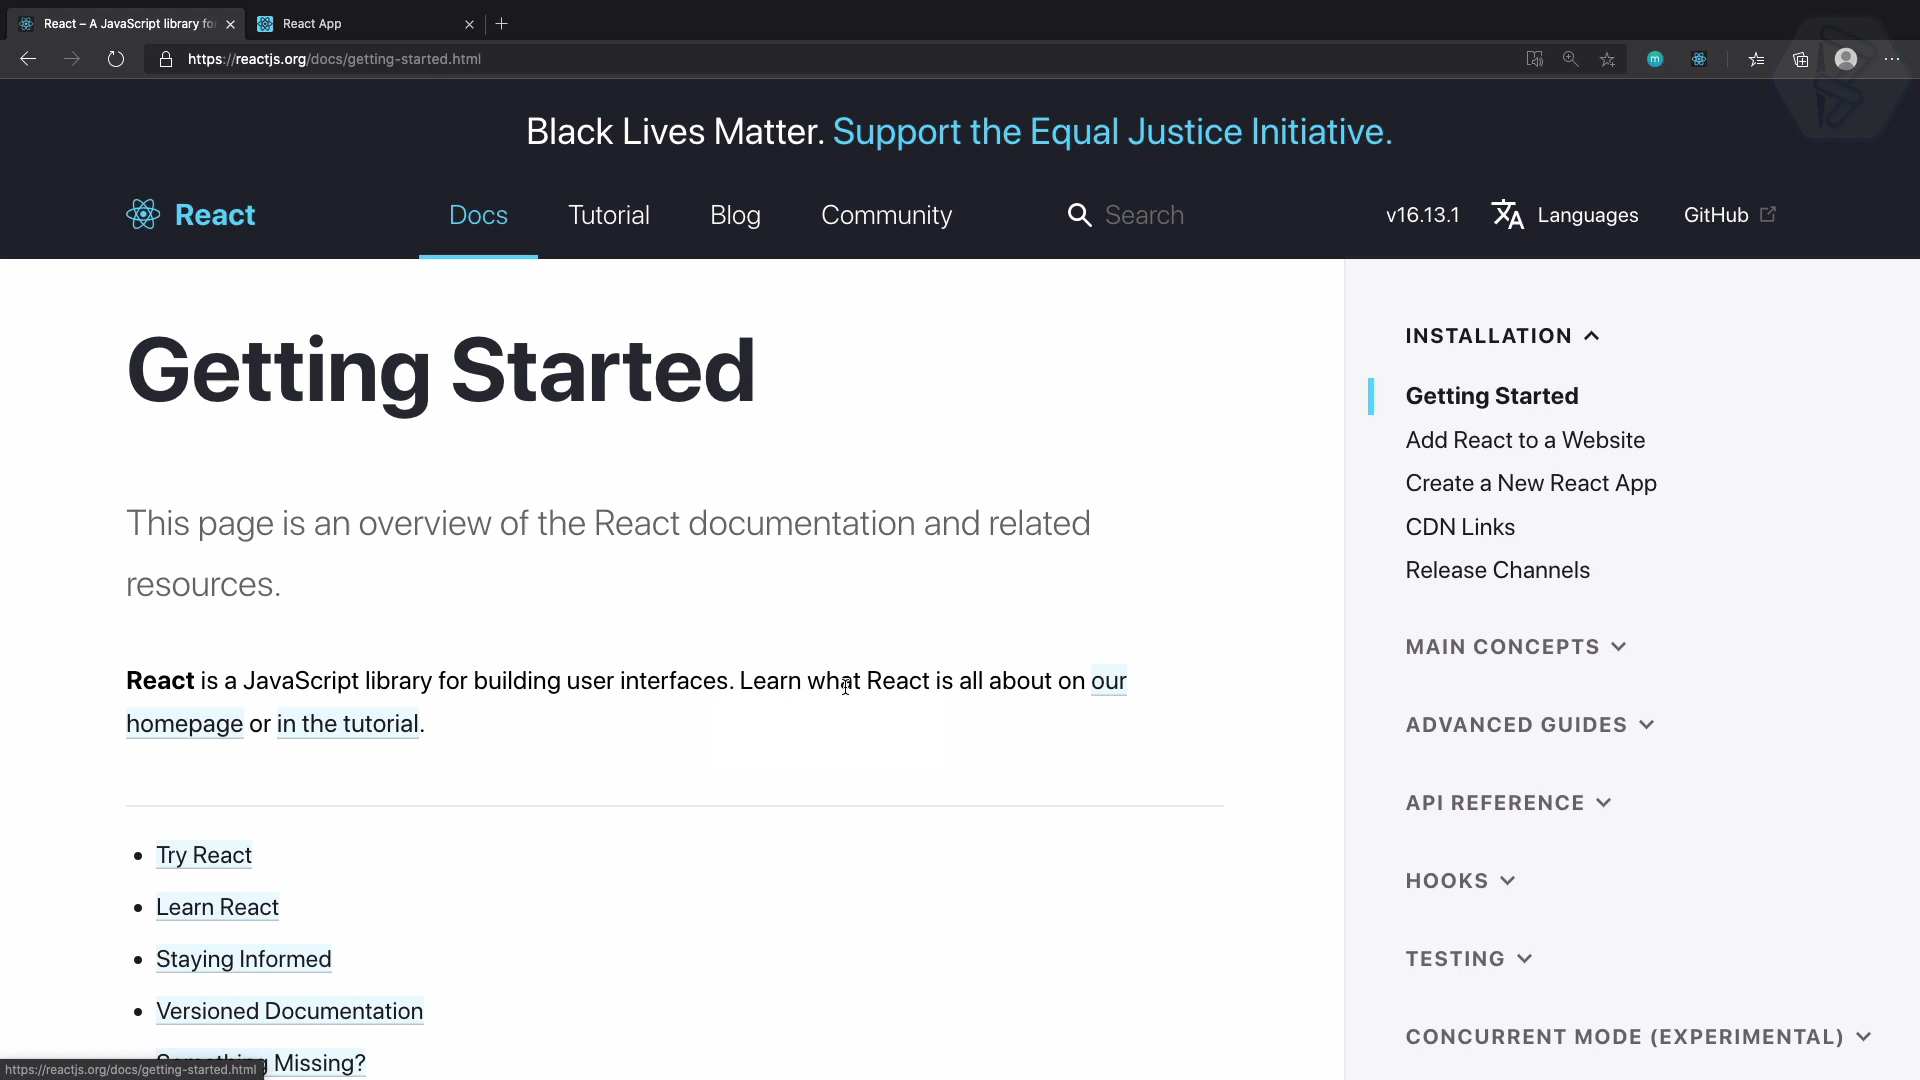 React – A JavaScript library fo
React App
https://reactjs.org/docs/getting-started.html
m
Black Lives Matter. Support the Equal Justice Initiative.
React
Docs
Tutorial
Blog
Community
Search
v16.13.1
Languages
GitHub
Getting Started
This page is an overview of the React documentation and related
resources.
React is a JavaScript library for building user interfaces. Learn what React is all about on our
homepage or in the tutorial.
Try React
Learn React
Staying Informed
Versioned Documentation
Something Missing?
INSTALLATION
Getting Started
Add React to a Website
Create a New React App
CDN Links
Release Channels
MAIN CONCEPTS
ADVANCED GUIDES
API REFERENCE
HOOKS
TESTING
CONCURRENT MODE (EXPERIMENTAL)
https://reactjs.org/docs/getting-started.html